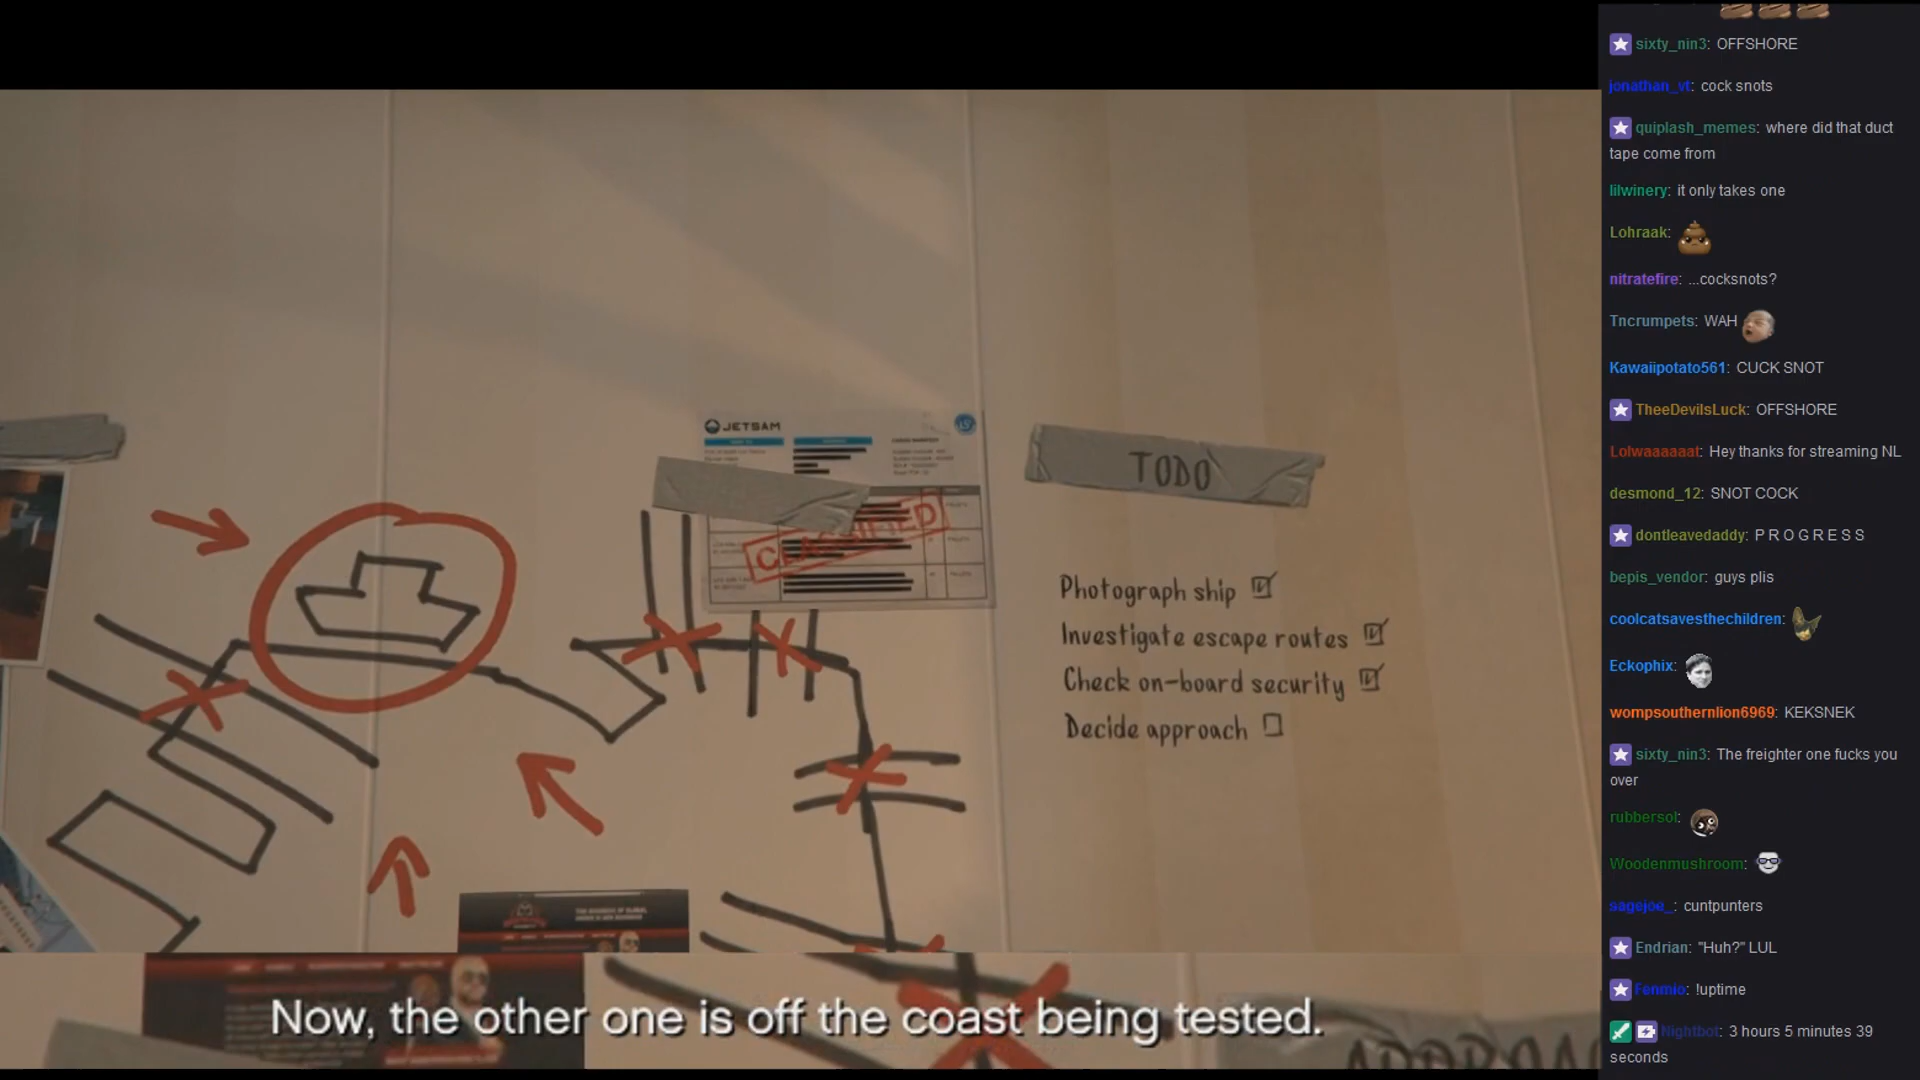 JETSAM
CLASSIFIED
TODO
Photograph ship
Investigate escape routes
Check on-board security
Decide approach
Now, the other one is off the coast being tested.
sixty_nin3: OFFSHORE
jonathan_vt: cock snots
quiplash_memes: where did that duct
tape come from
lilwinery: it only takes one
Lohraak:
nitratefire: ...cocksnots?
Tncrumpets: WAH
Kawaiipotato561: CUCK SNOT
TheeDevilsLuck: OFFSHORE
Lolwaaaaaat: Hey thanks for streaming NL
desmond_12: SNOT COCK
dontleavedaddy: P R O G R E S S
bepis_vendor: guys plis
coolcatsavesthechildren:
Eckophix:
wompsouthernlion6969: KEKSNEK
sixty_nin3: The freighter one fucks you
over
rubbersol:
Woodenmushroom:
sagejoe_: cuntpunters
Endrian: "Huh?" LUL
Fenmio: !uptime
Nightbot: 3 hours 5 minutes 39
seconds